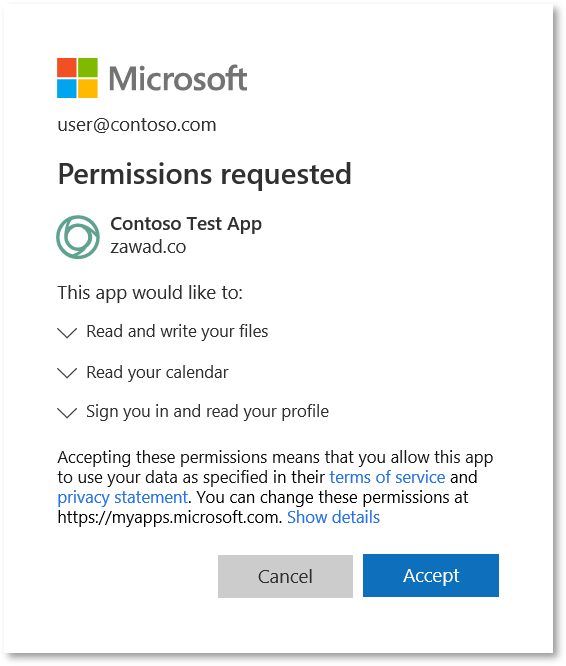 Microsoft
user@contoso.com
Permissions requested
Contoso Test App
zawad.co
This app would like to:
Read and write your files
Read your calendar
Sign you in and read your profile
Accepting these permissions means that you allow this app
to use your data as specified in their terms of service and
privacy statement. You can change these permissions at
https://myapps.microsoft.com. Show details
Cancel
Accept